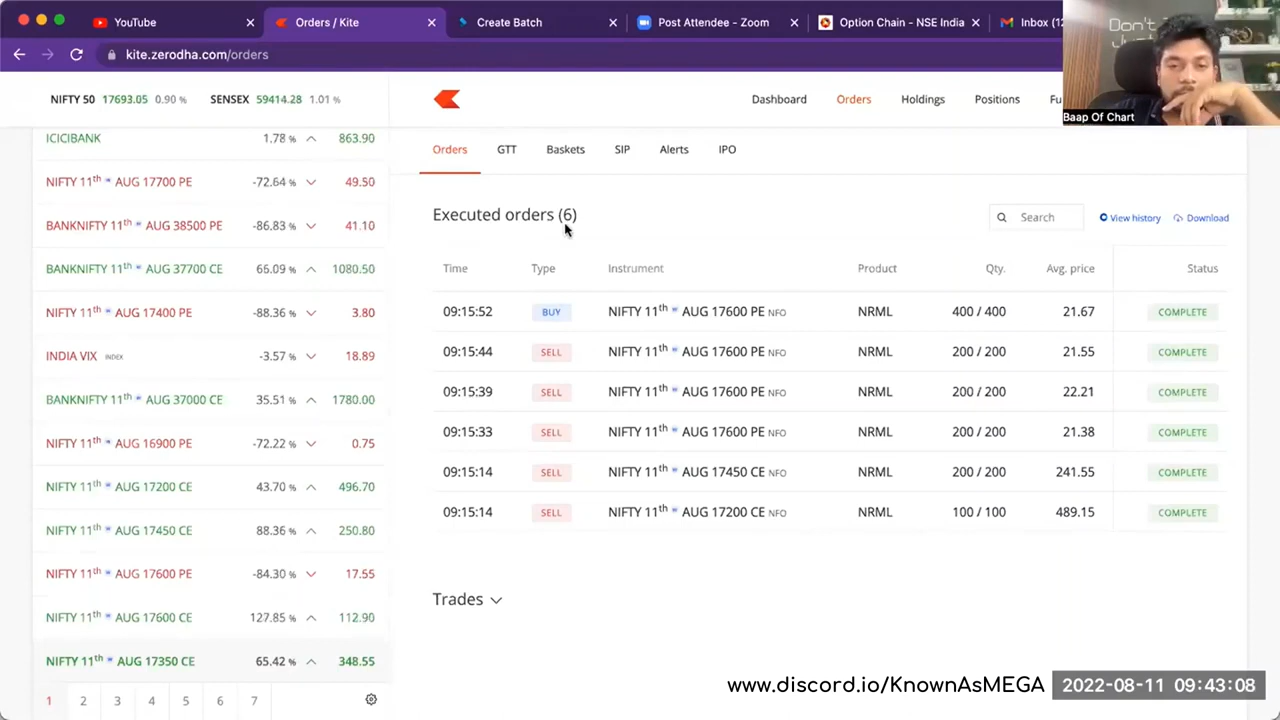 YouTube
Orders / Kite
Create Batch
Post Attendee - Zoom
Option Chain - NSE India
Inbox (12
kite.zerodha.com/orders
NIFTY 50 17693.05 0.90 % SENSEX 59414.28 1.01 %
Dashboard Orders Holdings Positions Fu
Don't
Baap Of Chart
ICICIBANK 1.78 % 863.90
NIFTY 11th w AUG 17700 PE -72.64 % 49.50
BANKNIFTY 11th w AUG 38500 PE -86.83 % 41.10
BANKNIFTY 11th w AUG 37700 CE 66.09 % 1080.50
NIFTY 11th w AUG 17400 PE -88.36 % 3.80
INDIA VIX INDEX -3.57 % 18.89
BANKNIFTY 11th w AUG 37000 CE 35.51 % 1780.00
NIFTY 11th w AUG 16900 PE -72.22 % 0.75
NIFTY 11th w AUG 17200 CE 43.70 % 496.70
NIFTY 11th w AUG 17450 CE 88.36 % 250.80
NIFTY 11th w AUG 17600 PE -84.30 % 17.55
NIFTY 11th w AUG 17600 CE 127.85 % 112.90
NIFTY 11th w AUG 17350 CE 65.42 % 348.55
1 2 3 4 5 6 7
Orders GTT Baskets SIP Alerts IPO
Executed orders (6)
Search View history Download
Time Type Instrument Product Qty. Avg. price Status
09:15:52 BUY NIFTY 11th w AUG 17600 PE NFO NRML 400 / 400 21.67 COMPLETE
09:15:44 SELL NIFTY 11th w AUG 17600 PE NFO NRML 200 / 200 21.55 COMPLETE
09:15:39 SELL NIFTY 11th w AUG 17600 PE NFO NRML 200 / 200 22.21 COMPLETE
09:15:33 SELL NIFTY 11th w AUG 17600 PE NFO NRML 200 / 200 21.38 COMPLETE
09:15:14 SELL NIFTY 11th w AUG 17450 CE NFO NRML 200 / 200 241.55 COMPLETE
09:15:14 SELL NIFTY 11th w AUG 17200 CE NFO NRML 100 / 100 489.15 COMPLETE
Trades
www.discord.io/KnownAsMEGA
2022-08-11 09:43:08